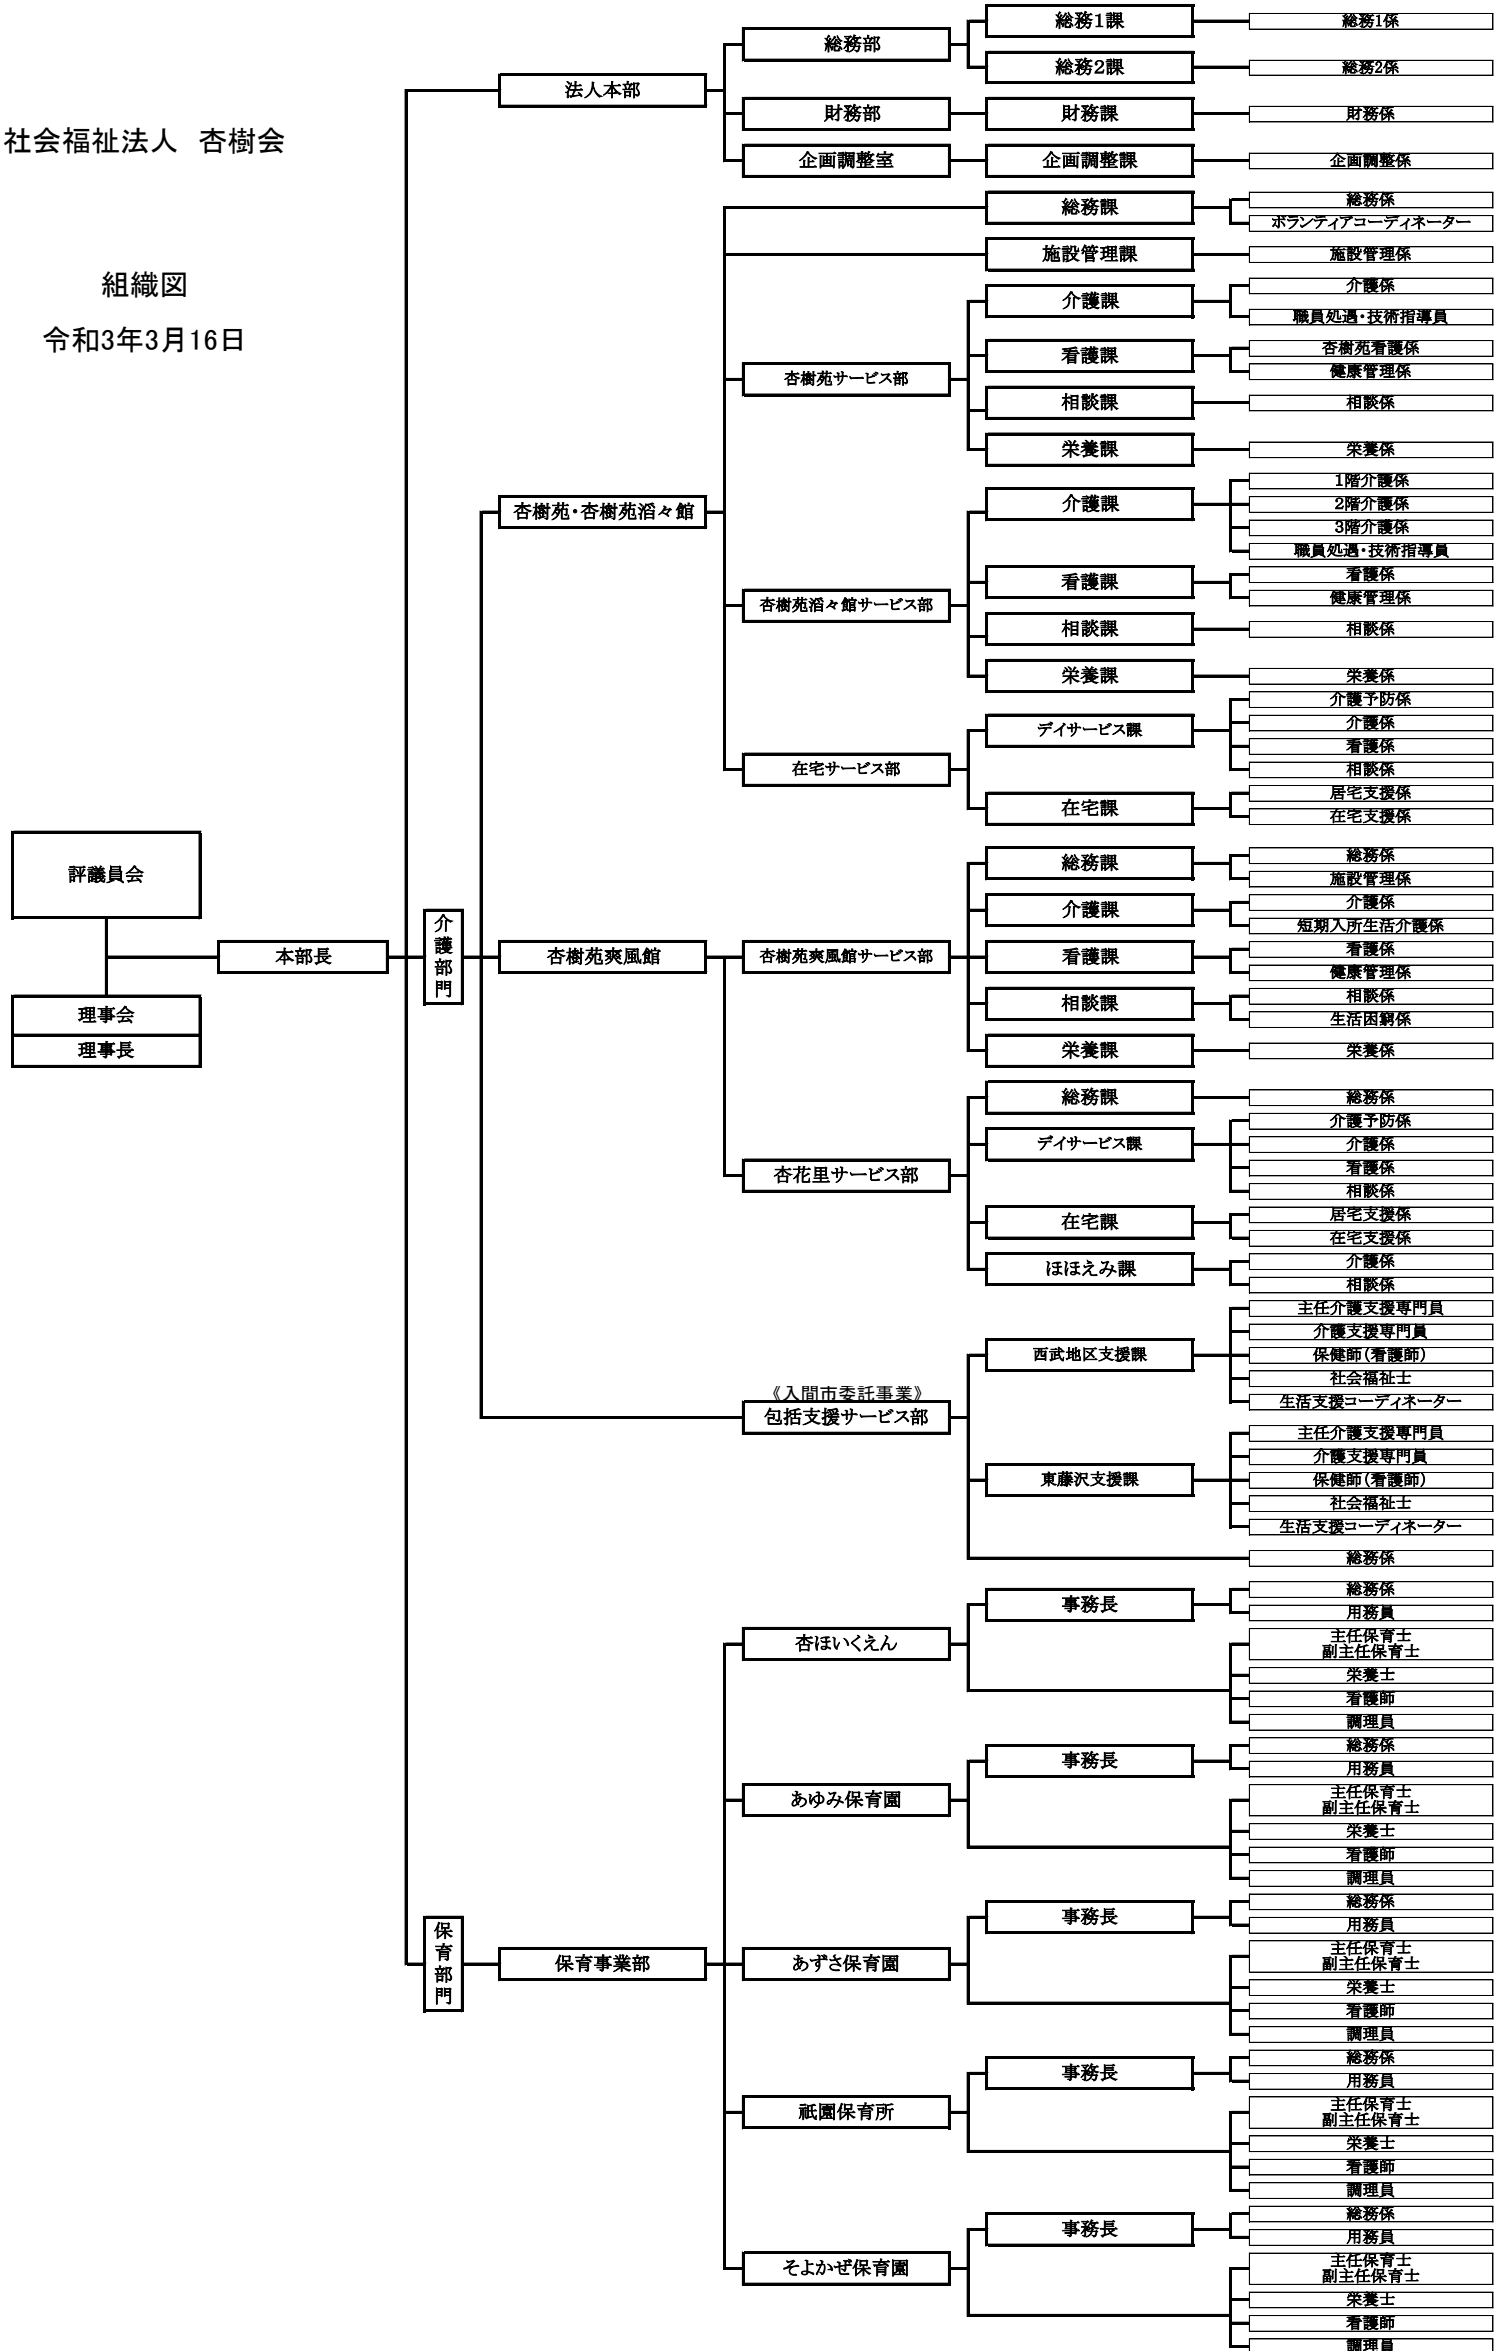 社会福祉法人 杏樹会
組織図
令和3年3月16日
評議員会
理事会
理事長
本部長
法人本部
総務部
総務1課
総務1係
総務2課
総務2係
財務部
財務課
財務係
企画調整室
企画調整課
企画調整係
介護部門
杏樹苑・杏樹苑滔々館
総務課
総務係
ボランティアコーディネーター
施設管理課
施設管理係
杏樹苑サービス部
介護課
介護係
職員処遇・技術指導員
看護課
杏樹苑看護係
健康管理係
相談課
相談係
栄養課
栄養係
杏樹苑滔々館サービス部
介護課
1階介護係
2階介護係
3階介護係
職員処遇・技術指導員
看護課
看護係
健康管理係
相談課
相談係
栄養課
栄養係
在宅サービス部
デイサービス課
介護予防係
介護係
看護係
相談係
在宅課
居宅支援係
在宅支援係
杏樹苑爽風館
杏樹苑爽風館サービス部
総務課
総務係
施設管理係
介護課
介護係
短期入所生活介護係
看護課
看護係
健康管理係
相談課
相談係
生活困窮係
栄養課
栄養係
杏花里サービス部
総務課
総務係
デイサービス課
介護予防係
介護係
看護係
相談係
在宅課
居宅支援係
在宅支援係
ほほえみ課
介護係
相談係
《入間市委託事業》
包括支援サービス部
西武地区支援課
主任介護支援専門員
介護支援専門員
保健師(看護師)
社会福祉士
生活支援コーディネーター
東藤沢支援課
主任介護支援専門員
介護支援専門員
保健師(看護師)
社会福祉士
生活支援コーディネーター
総務係
保育部門
保育事業部
杏ほいくえん
事務長
総務係
用務員
主任保育士
副主任保育士
栄養士
看護師
調理員
あゆみ保育園
事務長
総務係
用務員
主任保育士
副主任保育士
栄養士
看護師
調理員
あずさ保育園
事務長
総務係
用務員
主任保育士
副主任保育士
栄養士
看護師
調理員
祇園保育所
事務長
総務係
用務員
主任保育士
副主任保育士
栄養士
看護師
調理員
そよかぜ保育園
事務長
総務係
用務員
主任保育士
副主任保育士
栄養士
看護師
調理員